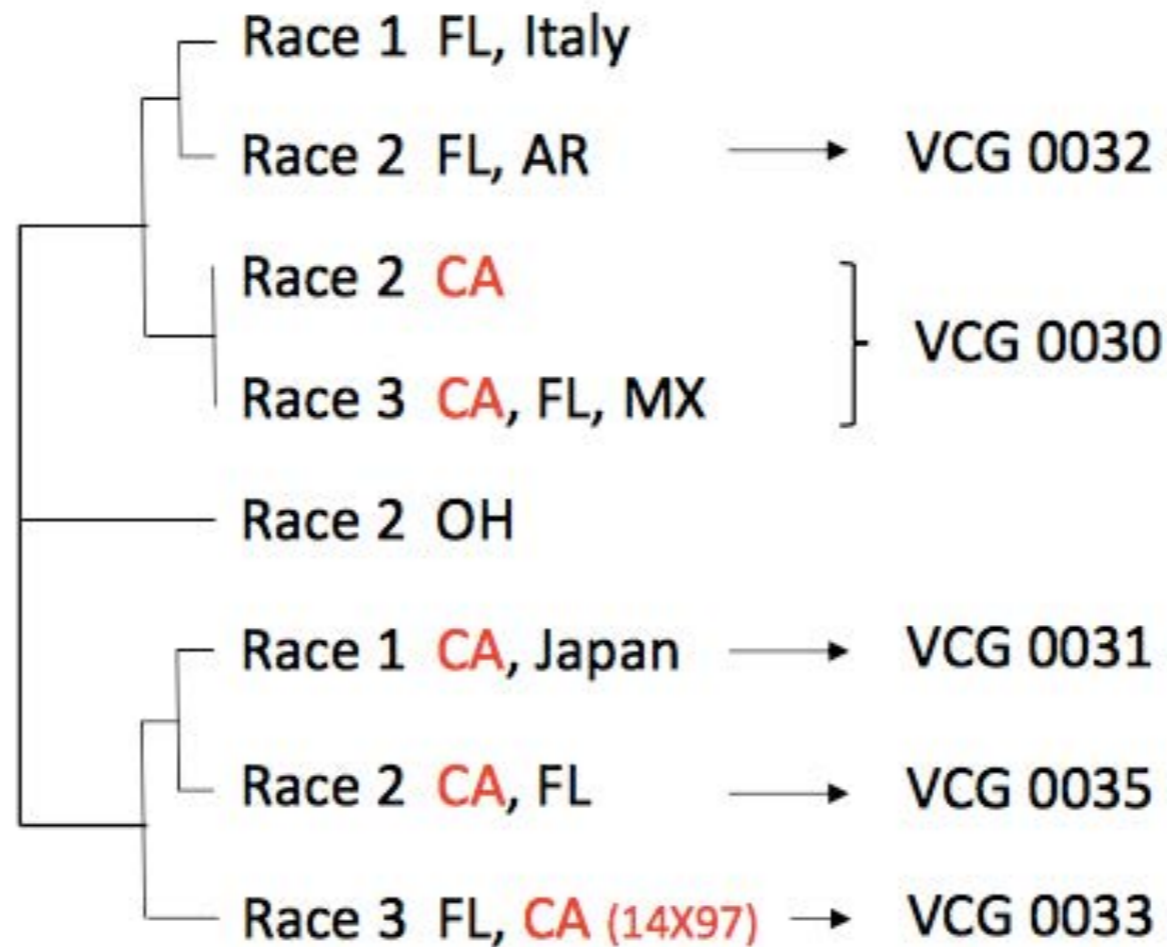 Race 1 FL, Italy
Race 2 FL, AR VCG 0032
Race 2 CA
VCG 0030
Race 3 CA, FL, MX
Race 2 OH
Race 1 CA, Japan VCG 0031
Race 2 CA, FL VCG 0035
Race 3 FL, CA (14X97) VCG 0033